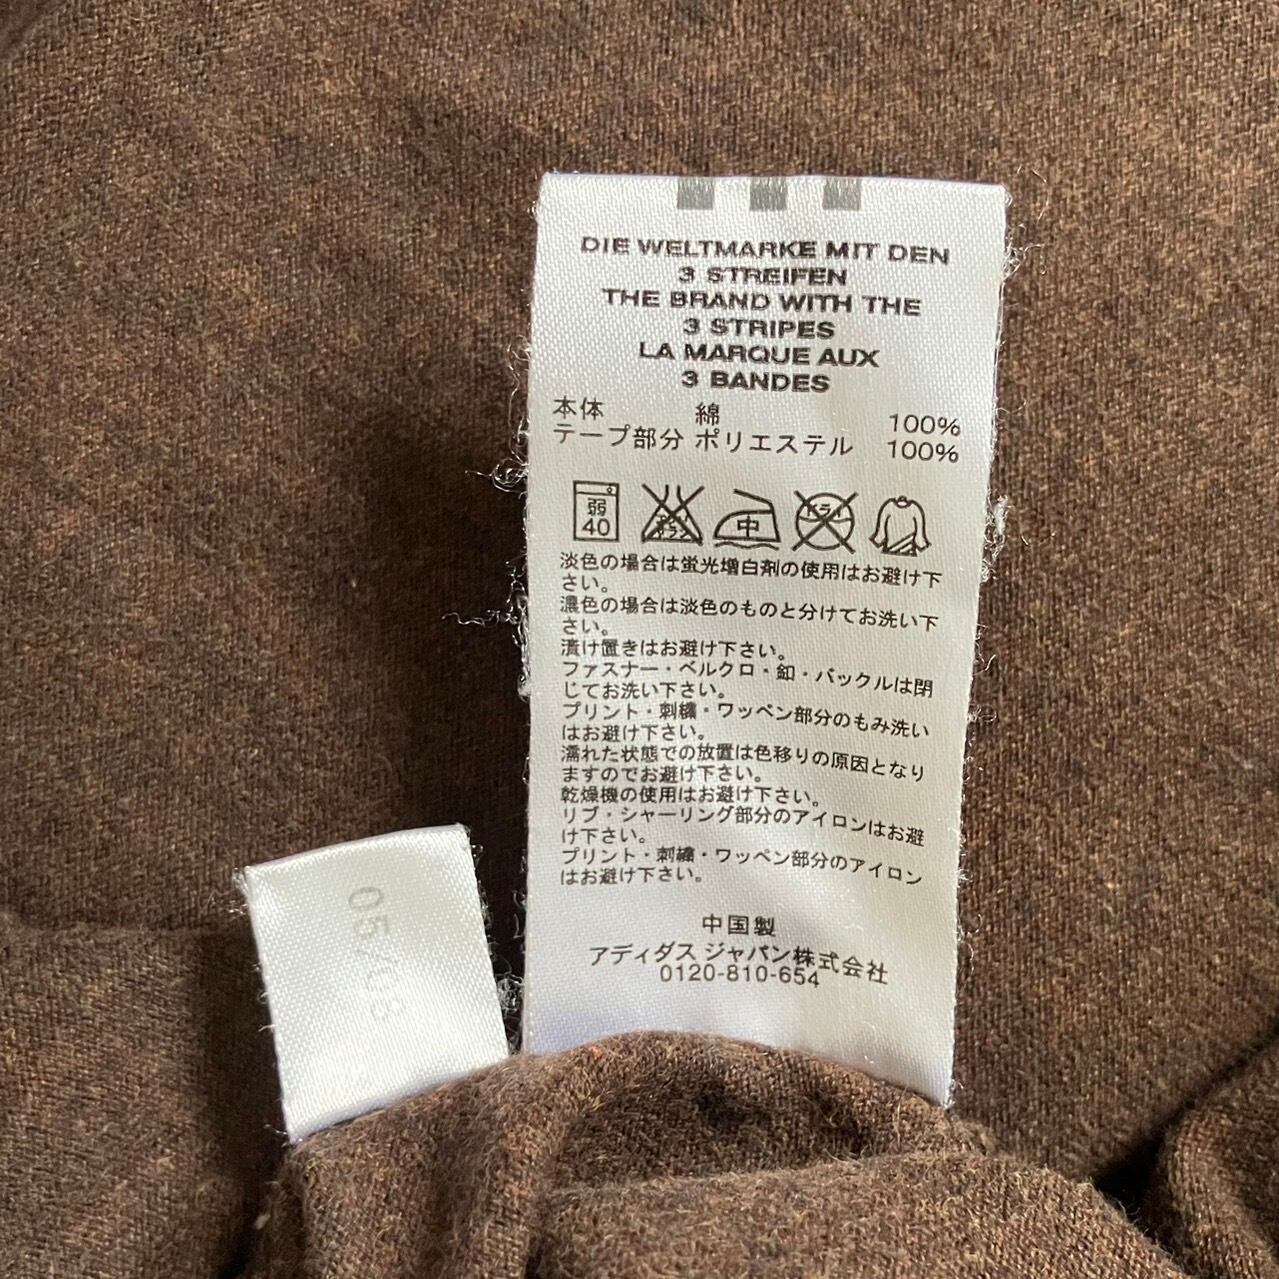 DIE WELTMARKE MIT DEN
3 STREIFEN
THE BRAND WITH THE
3 STRIPES
LA MARQUE AUX
3 BANDES
本体 綿 100%
テープ部分 ポリエステル 100%
弱
40
エンソ
サラシ
中
ドライ
淡色の場合は蛍光増白剤の使用はお避け下
さい。
濃色の場合は淡色のものと分けてお洗い下
さい。
漬け置きはお避け下さい。
ファスナー・ベルクロ・釦・バックルは閉
じてお洗い下さい。
プリント・刺繍・ワッペン部分のもみ洗い
はお避け下さい。
濡れた状態での放置は色移りの原因となり
ますのでお避け下さい。
乾燥機の使用はお避け下さい。
リブ・シャーリング部分のアイロンはお避
け下さい。
プリント・刺繍・ワッペン部分のアイロン
はお避け下さい。
中国製
アディダス ジャパン株式会社
0120-810-654